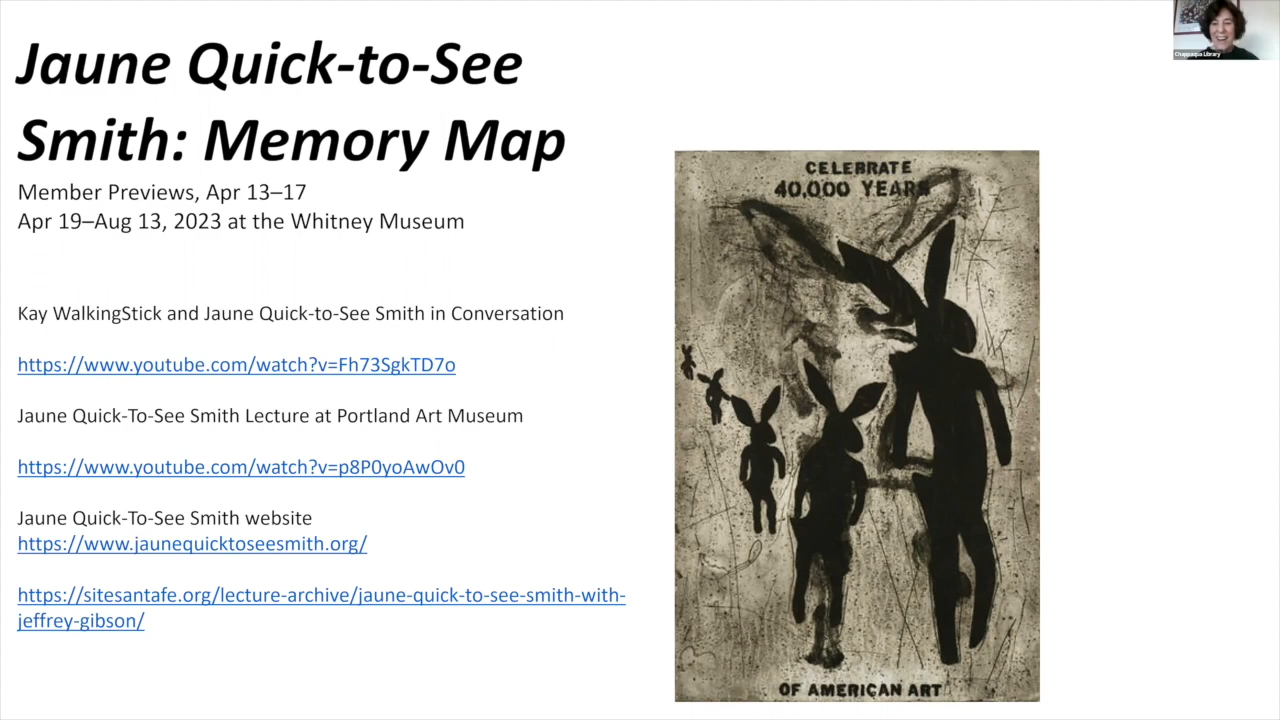 Jaune Quick-to-See
Smith: Memory Map
Member Previews, Apr 13–17
Apr 19–Aug 13, 2023 at the Whitney Museum
Kay WalkingStick and Jaune Quick-to-See Smith in Conversation
https://www.youtube.com/watch?v=Fh73SgkTD7o
Jaune Quick-To-See Smith Lecture at Portland Art Museum
https://www.youtube.com/watch?v=p8P0yoAwOv0
Jaune Quick-To-See Smith website
https://www.jaunequicktoseesmith.org/
https://sitesantafe.org/lecture-archive/jaune-quick-to-see-smith-with-
jeffrey-gibson/
CELEBRATE
40,000 YEARS
OF AMERICAN ART
Chappaqua Library